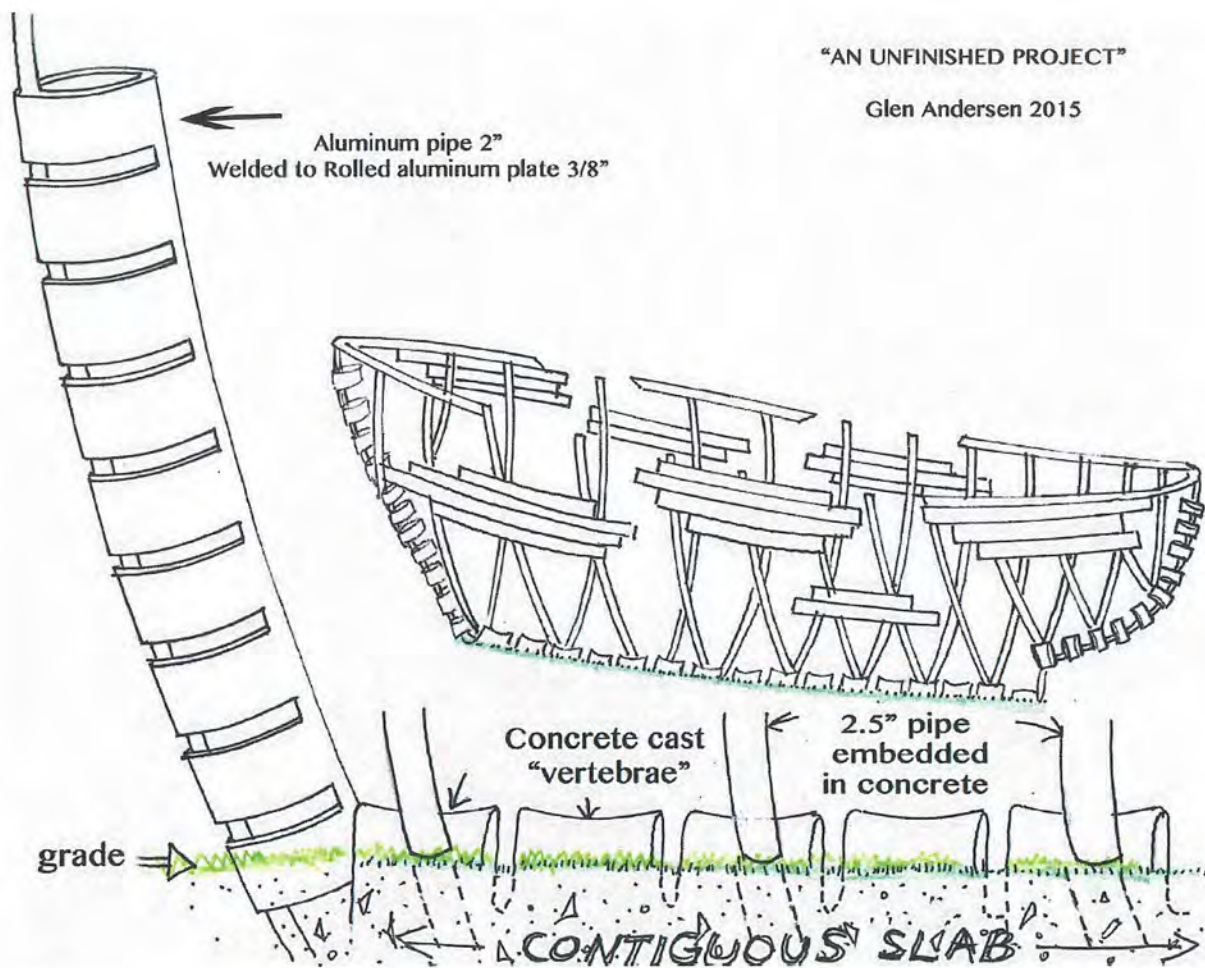 “AN UNFINISHED PROJECT”
Glen Andersen 2015
Aluminum pipe 2”
Welded to Rolled aluminum plate 3/8”
Concrete cast
“vertebrae”
2.5” pipe
embedded
in concrete
grade
CONTIGUOUS SLAB